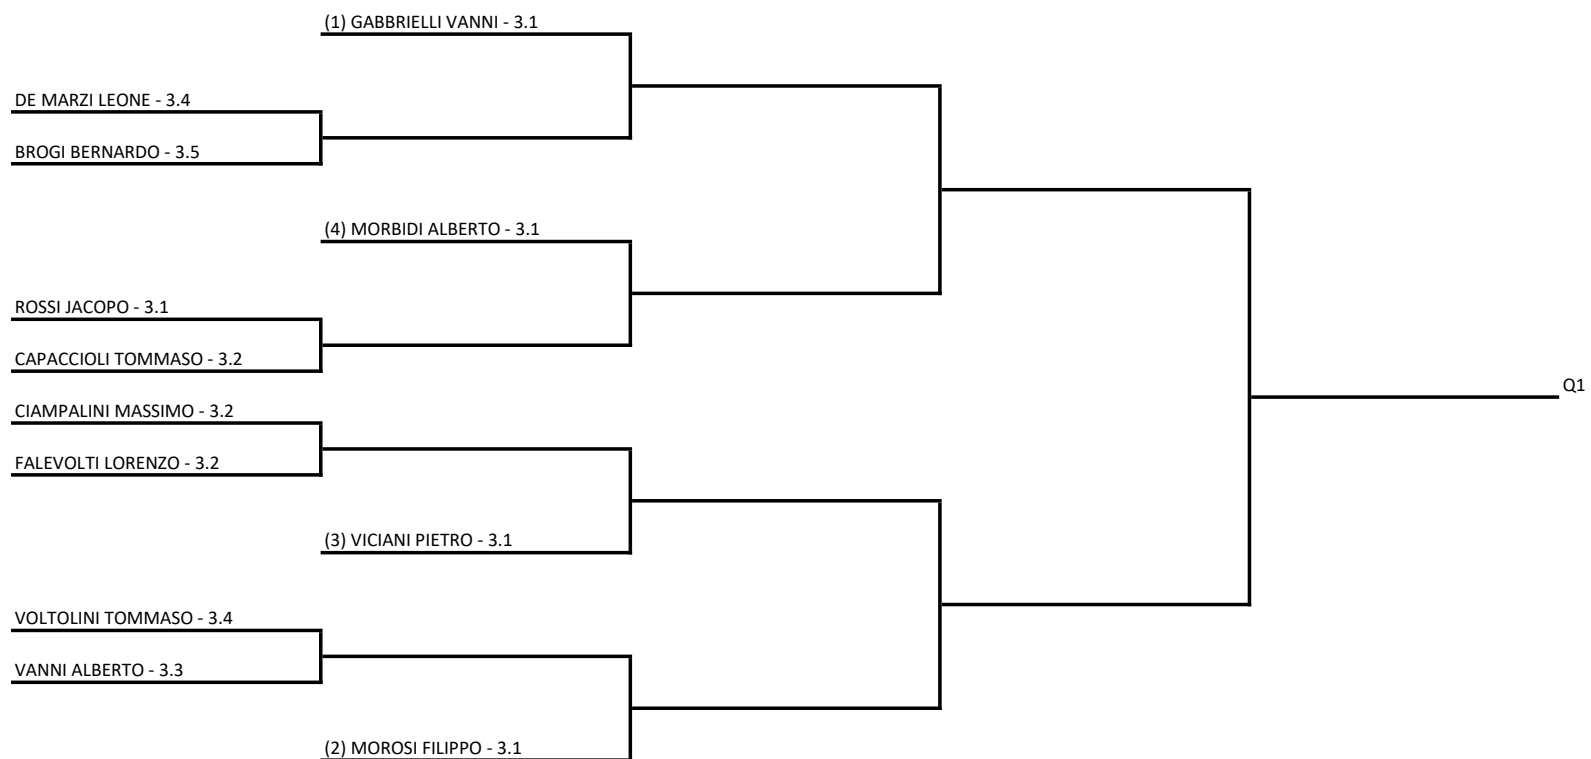 (1) GABBRIELLI VANNI - 3.1
DE MARZI LEONE - 3.4
BROGI BERNARDO - 3.5
(4) MORBIDI ALBERTO - 3.1
ROSSI JACOPO - 3.1
CAPACCIOLI TOMMASO - 3.2
Q1
CIAMPALINI MASSIMO - 3.2
FALEVOLTI LORENZO - 3.2
(3) VICIANI PIETRO - 3.1
VOLTOLINI TOMMASO - 3.4
VANNI ALBERTO - 3.3
(2) MOROSI FILIPPO - 3.1